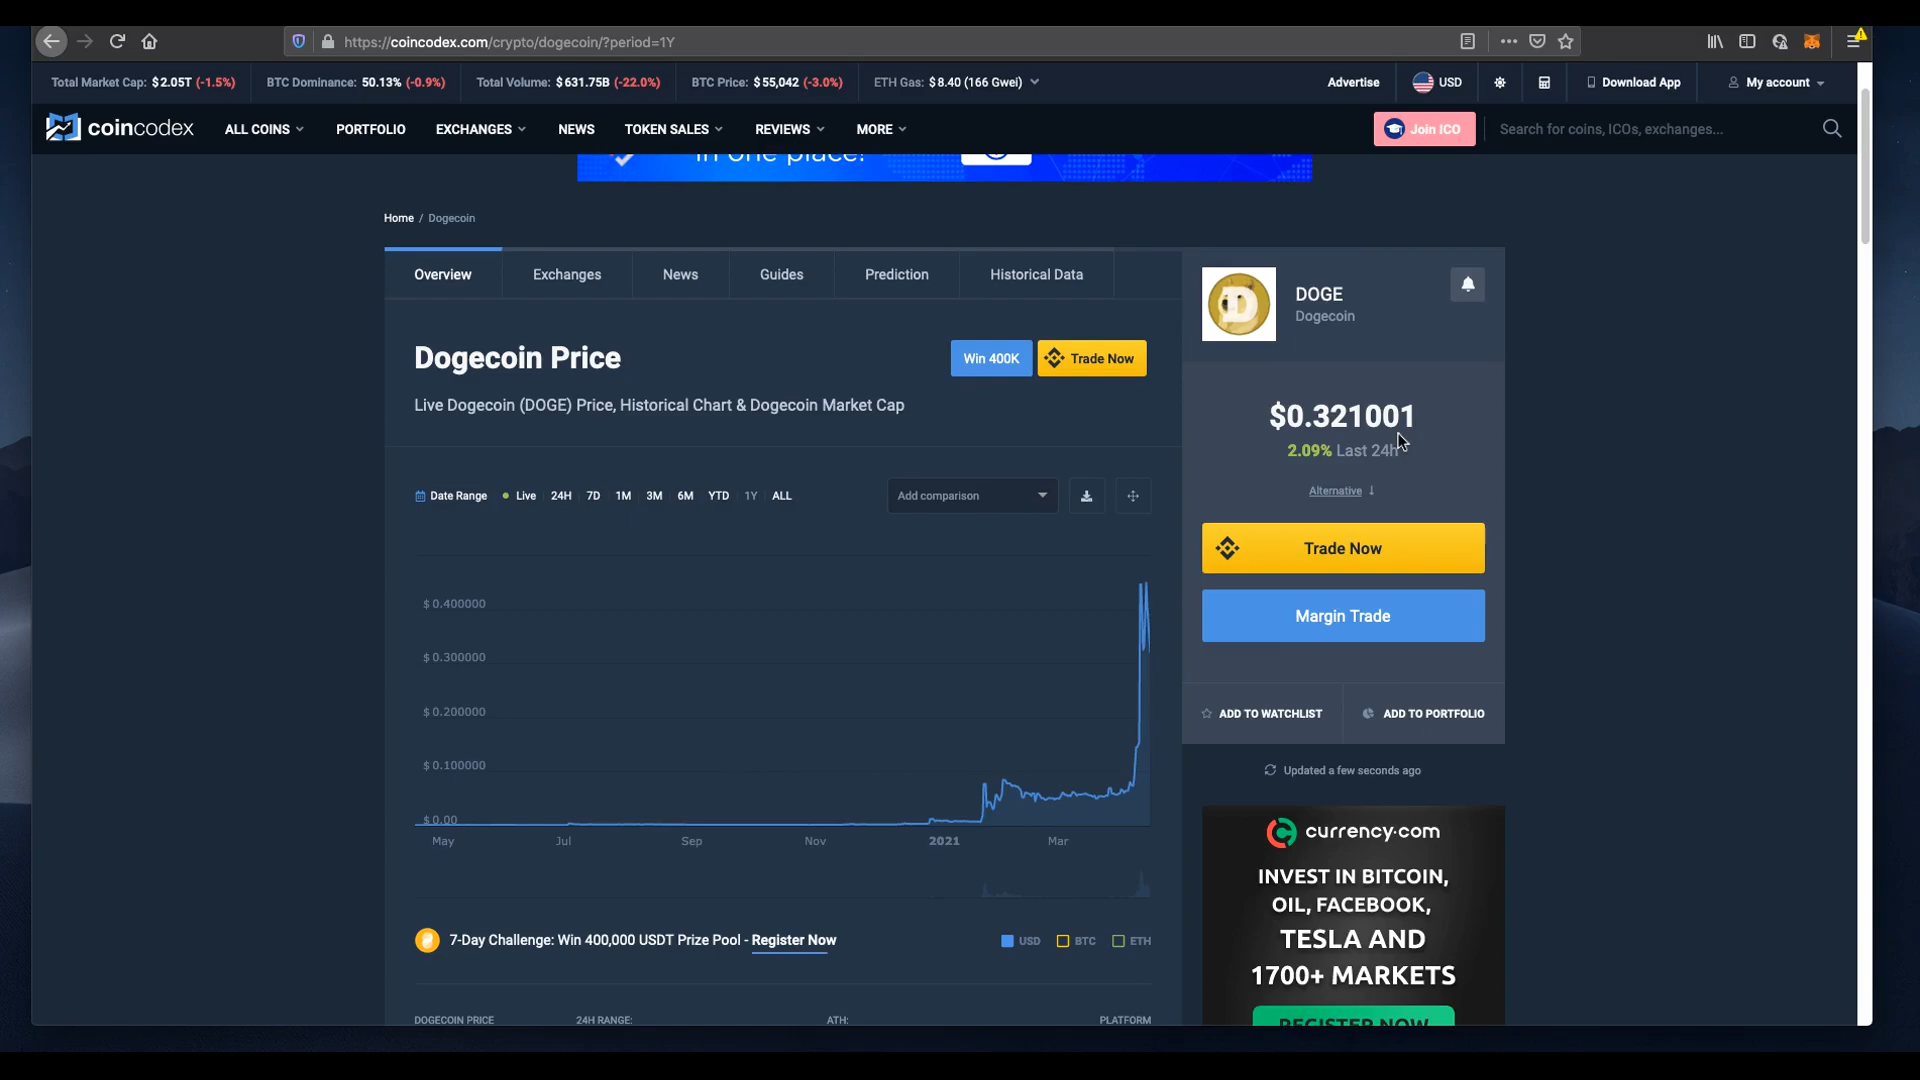 https://coincodex.com/crypto/dogecoin/?period=1Y
Total Market Cap: $2.05T (-1.5%) BTC Dominance: 50.13% (-0.9%) Total Volume: $631.75B (-22.0%) BTC Price: $55,042 (-3.0%) ETH Gas: $8.40 (166 Gwei) Advertise USD Download App My account
coincodex ALL COINS PORTFOLIO EXCHANGES NEWS TOKEN SALES REVIEWS MORE Join ICO Search for coins, ICOs, exchanges...
in one place!
Home / Dogecoin
Overview Exchanges News Guides Prediction Historical Data
DOGE
Dogecoin
Dogecoin Price
Win 400K Trade Now
Live Dogecoin (DOGE) Price, Historical Chart & Dogecoin Market Cap
$0.321001
2.09% Last 24h
Alternative ↓
Date Range Live 24H 7D 1M 3M 6M YTD 1Y ALL Add comparison
Trade Now
Margin Trade
$ 0.400000
$ 0.300000
$ 0.200000
$ 0.100000
$ 0.00
May Jul Sep Nov 2021 Mar
ADD TO WATCHLIST ADD TO PORTFOLIO
Updated a few seconds ago
currency.com
INVEST IN BITCOIN,
OIL, FACEBOOK,
TESLA AND
1700+ MARKETS
REGISTER NOW
7-Day Challenge: Win 400,000 USDT Prize Pool - Register Now
USD BTC ETH
DOGECOIN PRICE 24H RANGE: ATH: PLATFORM